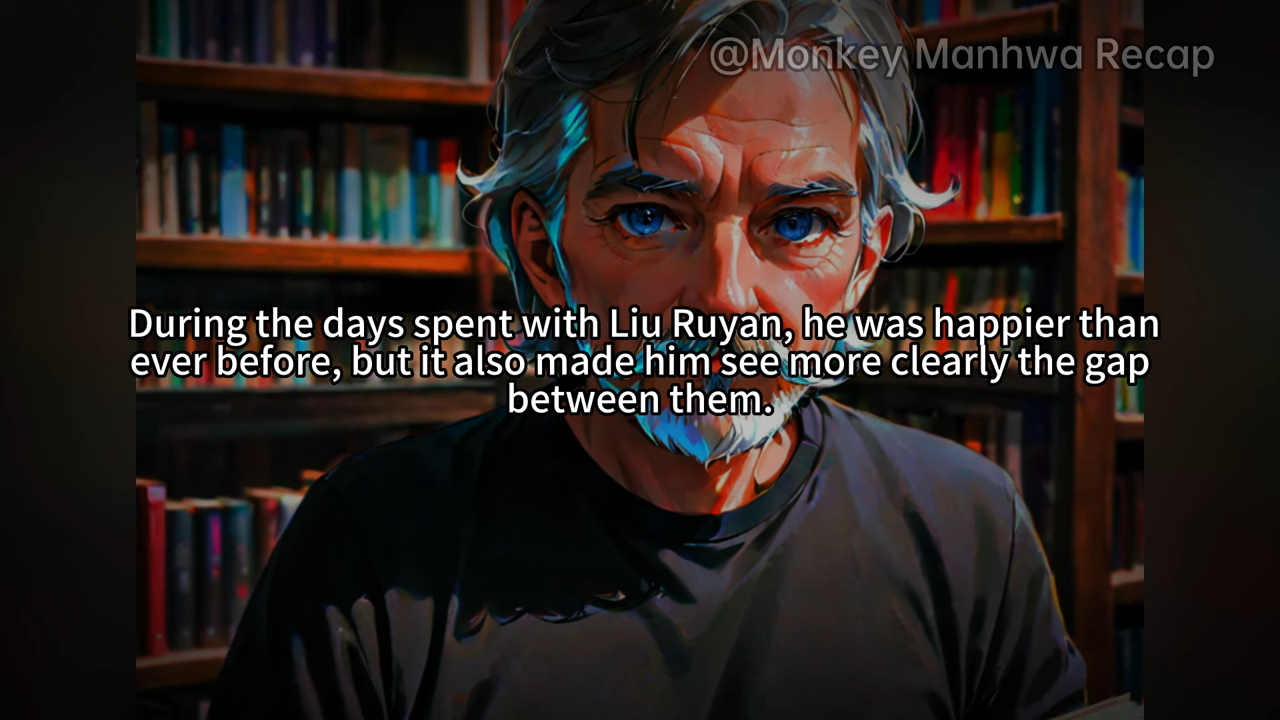 @Monkey Manhwa Recap
During the days spent with Liu Ruyan, he was happier than
ever before, but it also made him see more clearly the gap
between them.